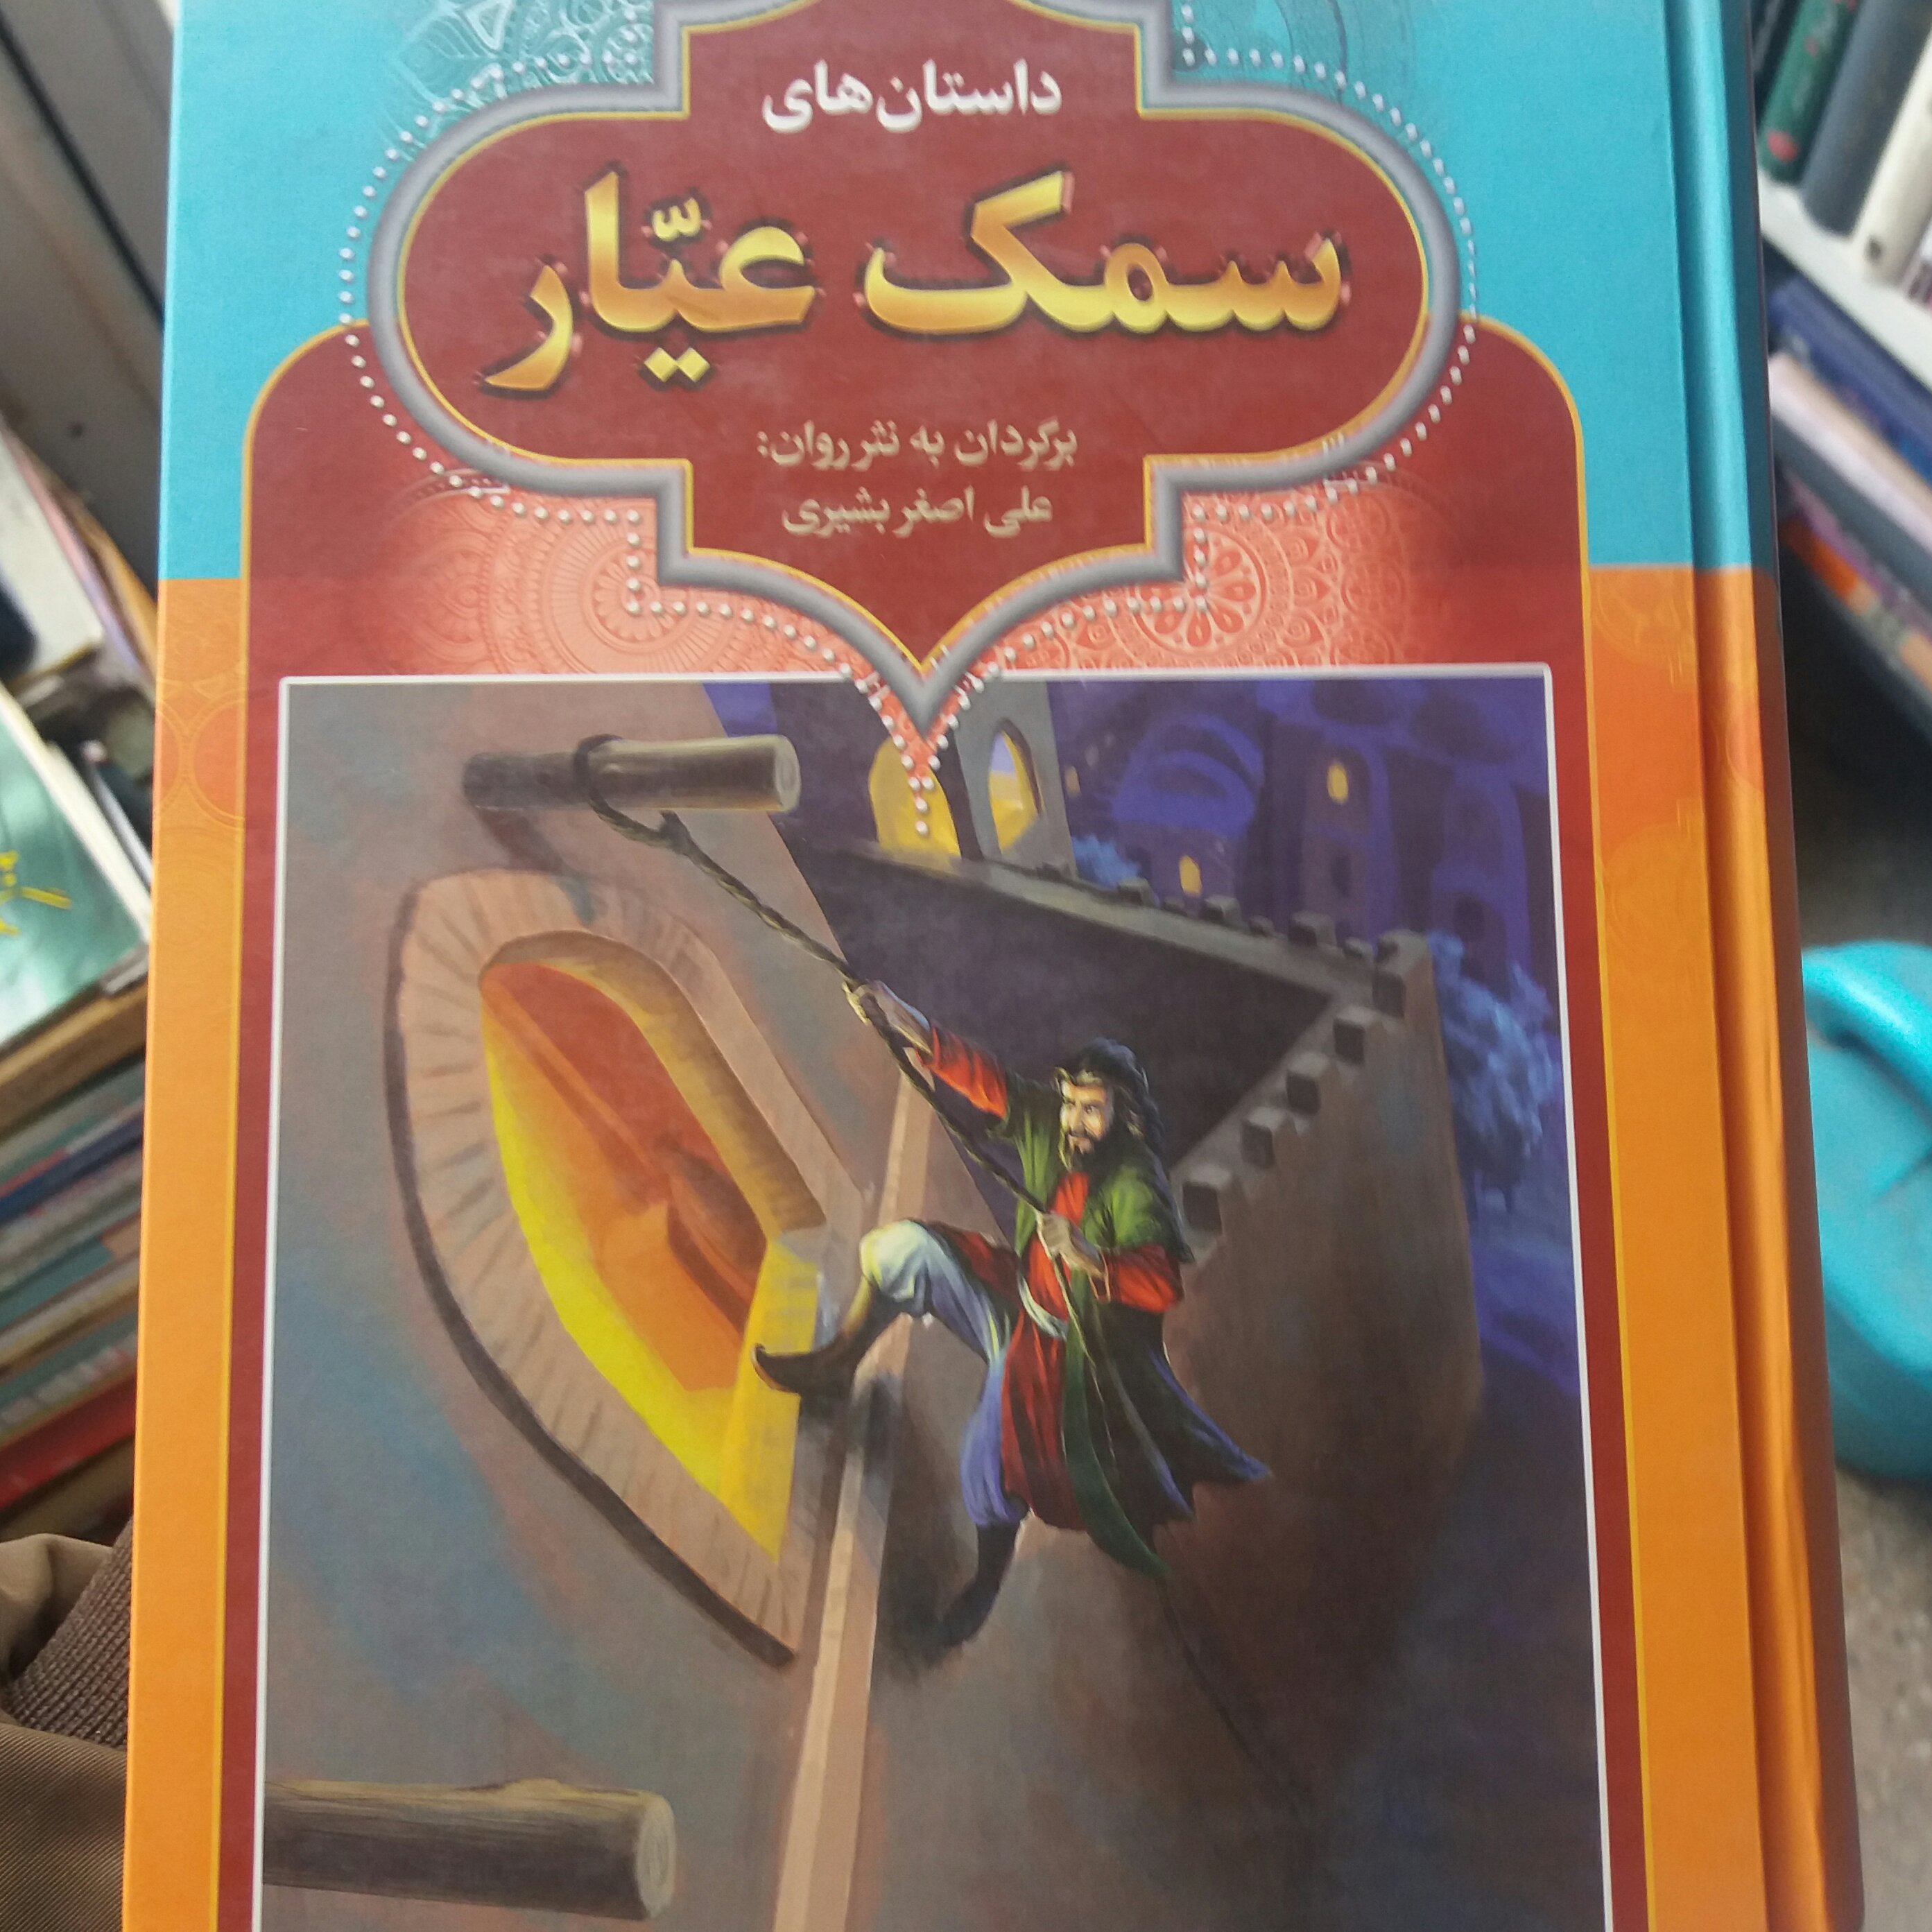 داستان‌های
سمک عیّار
برگردان به نثر روان:
علی اصغر بشیری